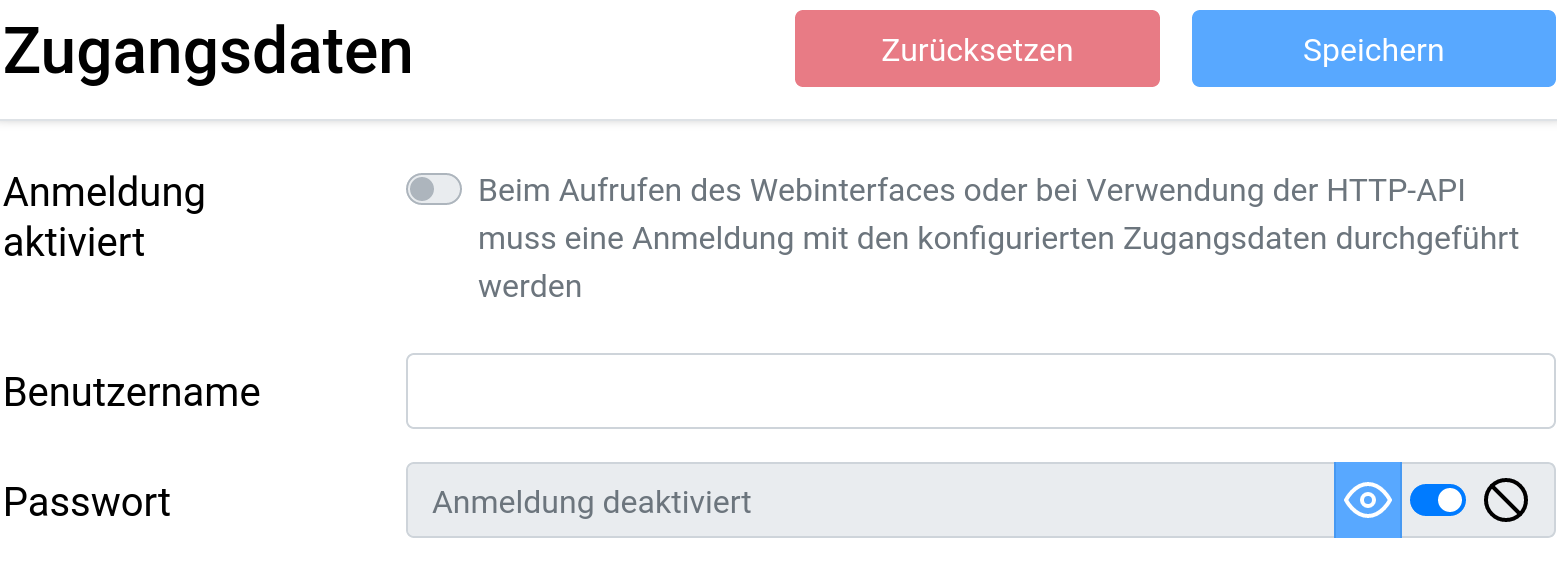 Zugangsdaten
Zurücksetzen
Speichern
Anmeldung
aktiviert
Beim Aufrufen des Webinterfaces oder bei Verwendung der HTTP-API
muss eine Anmeldung mit den konfigurierten Zugangsdaten durchgeführt
werden
Benutzername
Passwort
Anmeldung deaktiviert